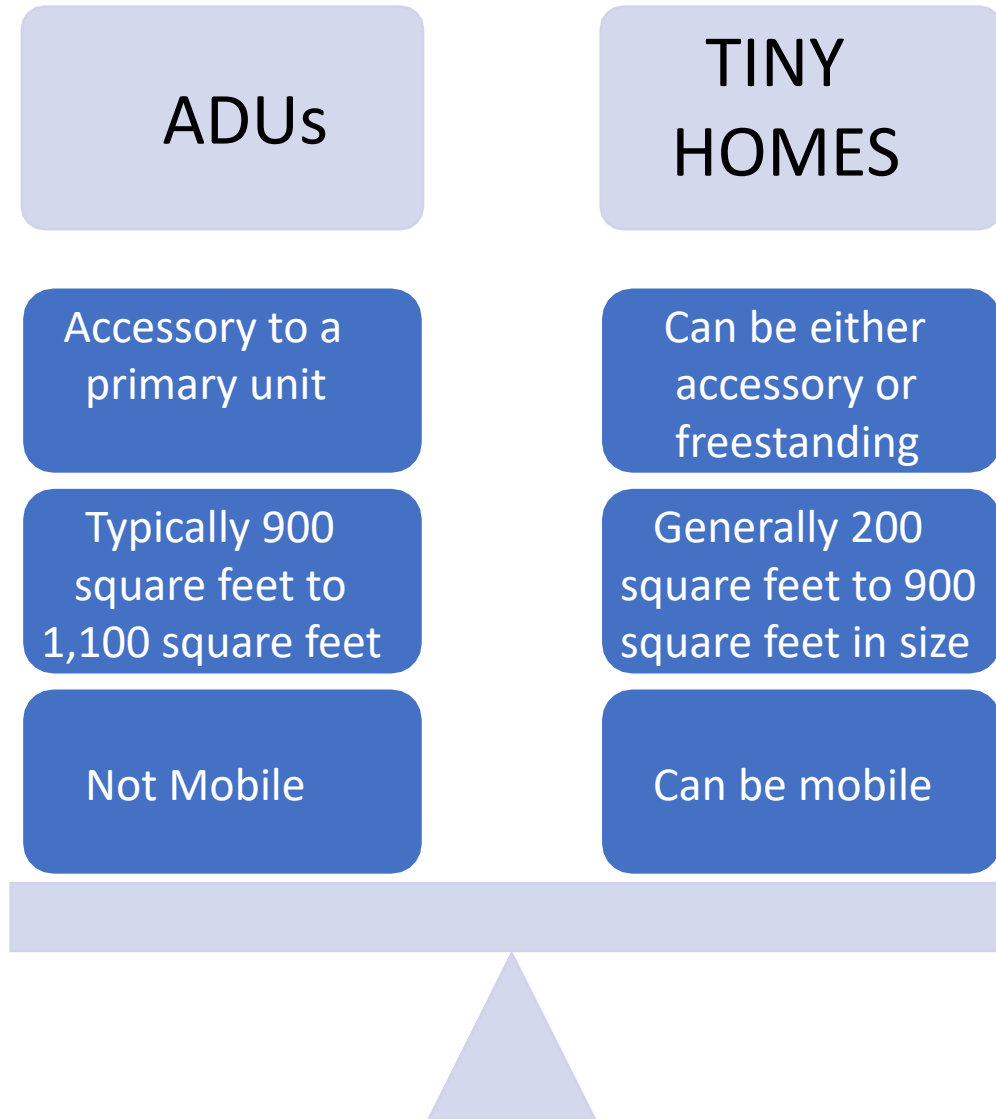 ADUs
Accessory to a
primary unit
Typically 900
square feet to
1,100 square feet
Not Mobile
TINY
HOMES
Can be either
accessory or
freestanding
Generally 200
square feet to 900
square feet in size
Can be mobile